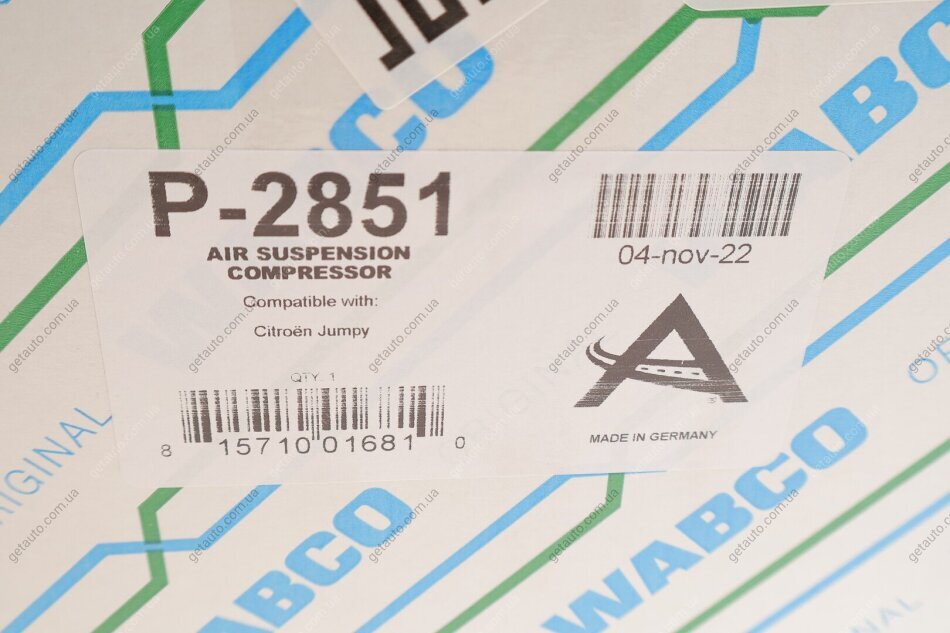 WABCO
WABCO
P-2851
AIR SUSPENSION
COMPRESSOR
Compatible with:
Citroën Jumpy
QTY. 1
8 15710 01681 0
04-nov-22
A
®
MADE IN GERMANY
ORIGINAL
WABCO
WABCO
getauto.com.ua